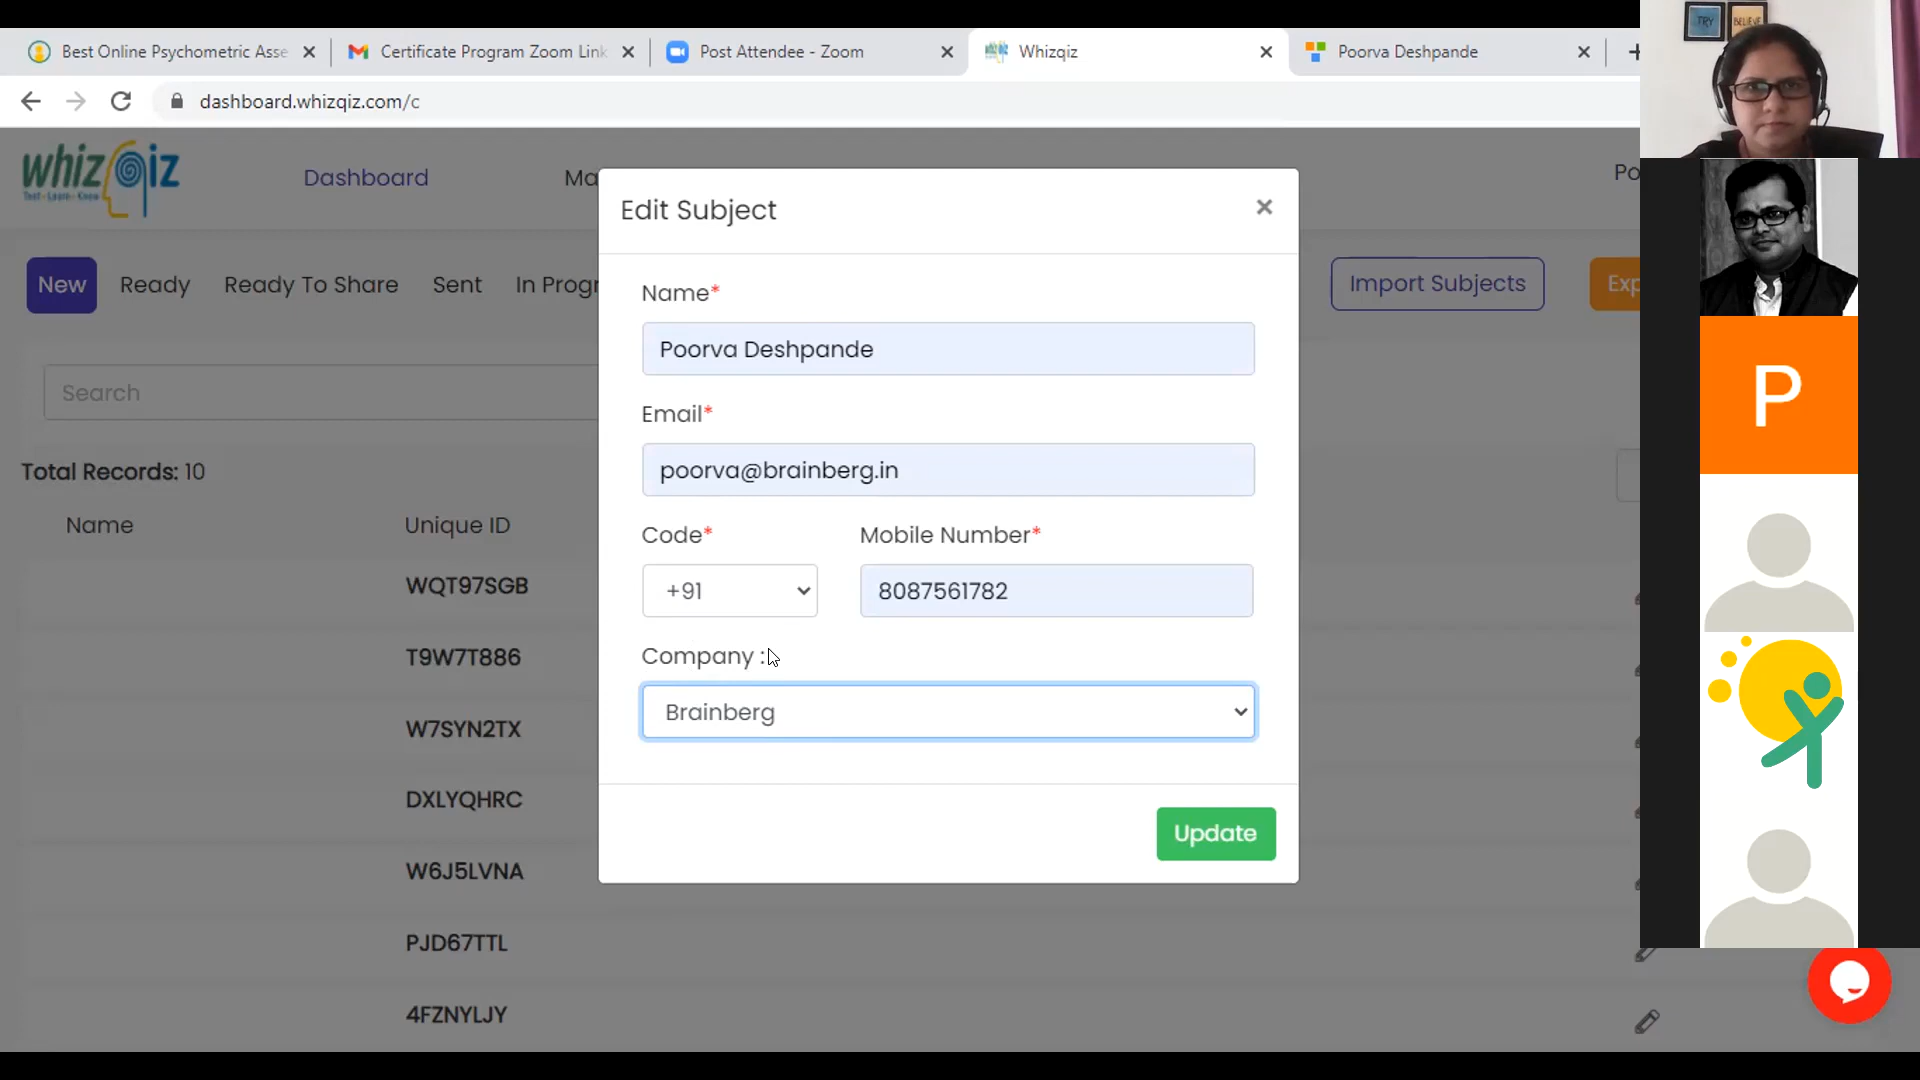 Best Online Psychometric Asse
Certificate Program Zoom Link
Post Attendee - Zoom
Whizqiz
Poorva Deshpande
TRY
BELIEVE
dashboard.whizqiz.com/c
whizqiz
Test - Learn - Know
Dashboard
Ma
Po
Edit Subject
New
Ready
Ready To Share
Sent
In Progr
Import Subjects
Exp
Name*
Poorva Deshpande
Search
Email*
poorva@brainberg.in
Total Records: 10
Name
Unique ID
Code*
Mobile Number*
+91
8087561782
Company :
Brainberg
Update
WQT97SGB
T9W7T886
W7SYN2TX
DXLYQHRC
W6J5LVNA
PJD67TTL
4FZNYLJY
P